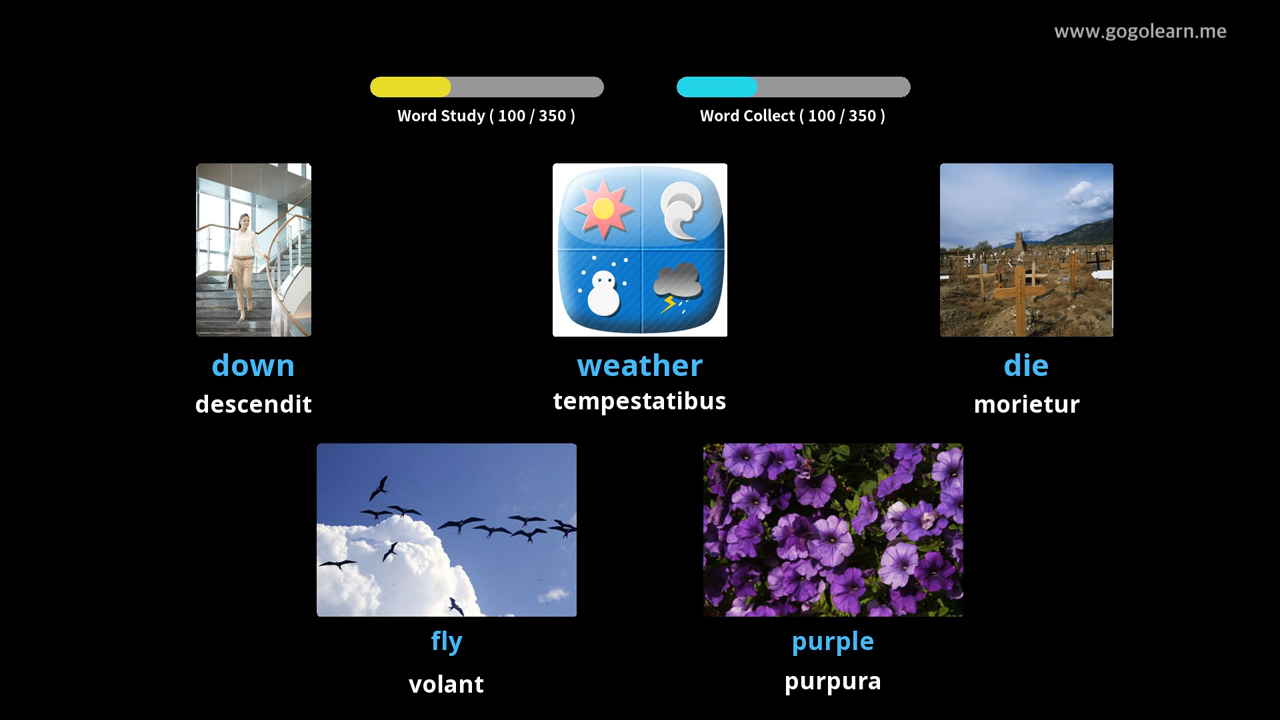 www.gogolearn.me
Word Study ( 100 / 350 )
Word Collect ( 100 / 350 )
down
weather
die
descendit
tempestatibus
morietur
fly
purple
volant
purpura